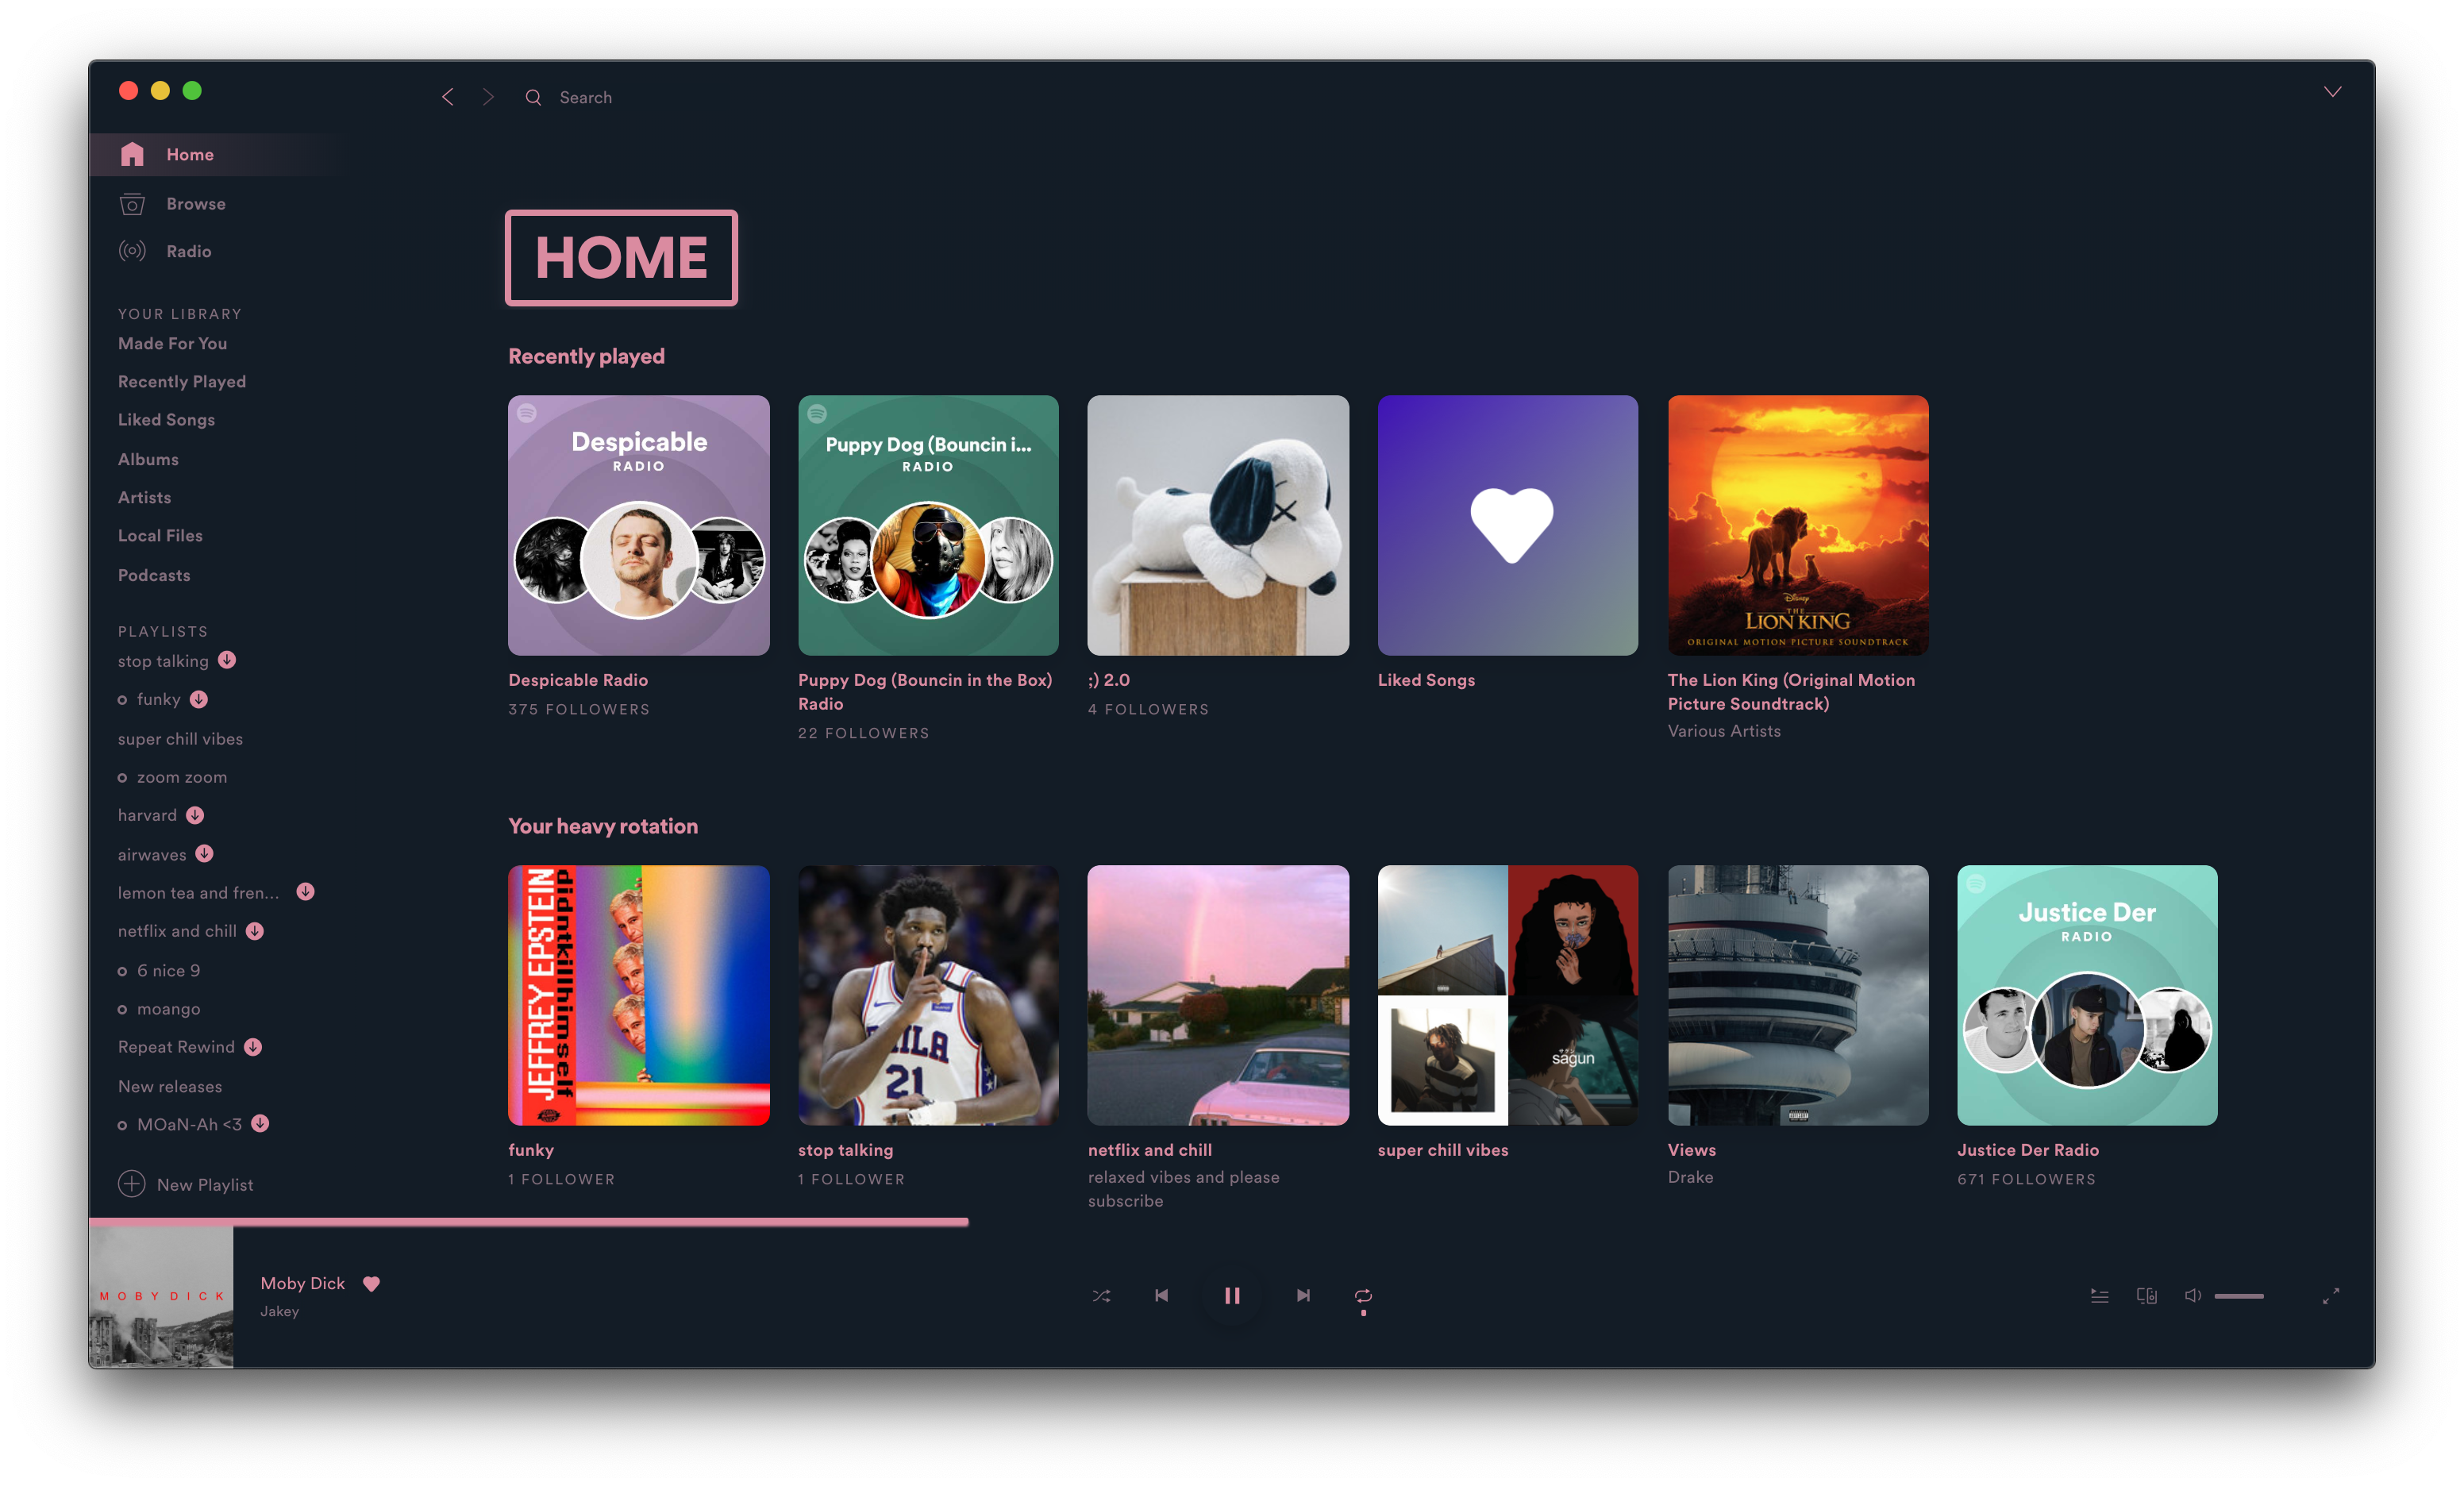 Search
Home
Browse
Radio
YOUR LIBRARY
Made For You
Recently Played
Liked Songs
Albums
Artists
Local Files
Podcasts
PLAYLISTS
stop talking
funky
super chill vibes
zoom zoom
harvard
airwaves
lemon tea and fren...
netflix and chill
6 nice 9
moango
Repeat Rewind
New releases
MOaN-Ah <3
New Playlist
HOME
Recently played
Despicable
RADIO
Despicable Radio
375 FOLLOWERS
Puppy Dog (Bouncin i...
RADIO
Puppy Dog (Bouncin in the Box)
Radio
22 FOLLOWERS
;) 2.0
4 FOLLOWERS
Liked Songs
Disney
THE
LION KING
ORIGINAL MOTION PICTURE SOUNDTRACK
The Lion King (Original Motion
Picture Soundtrack)
Various Artists
Your heavy rotation
JEFFREY EPSTEIN
didntkillhimself
funky
1 FOLLOWER
PHILA
21
stop talking
1 FOLLOWER
netflix and chill
relaxed vibes and please
subscribe
sagun
super chill vibes
Views
Drake
Justice Der
RADIO
Justice Der Radio
671 FOLLOWERS
MOBY DICK
Moby Dick
Jakey